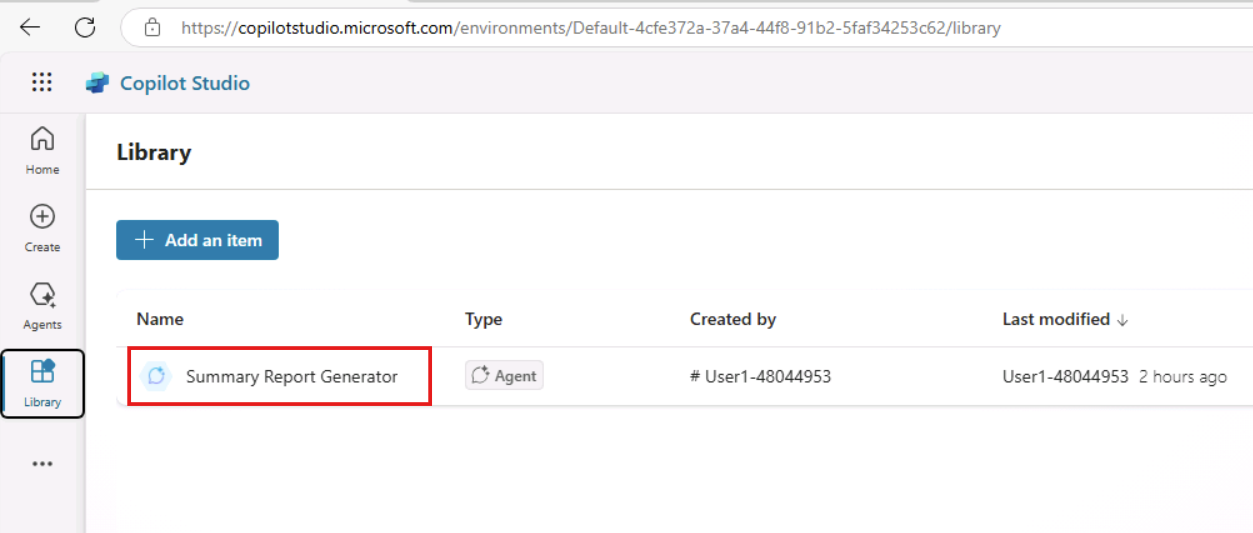 https://copilotstudio.microsoft.com/environments/Default-4cfe372a-37a4-44f8-91b2-5faf34253c62/library
Copilot Studio
Home
Create
Agents
Library
Library
Add an item
Name Type Created by Last modified
Summary Report Generator Agent # User1-48044953 User1-48044953 2 hours ago